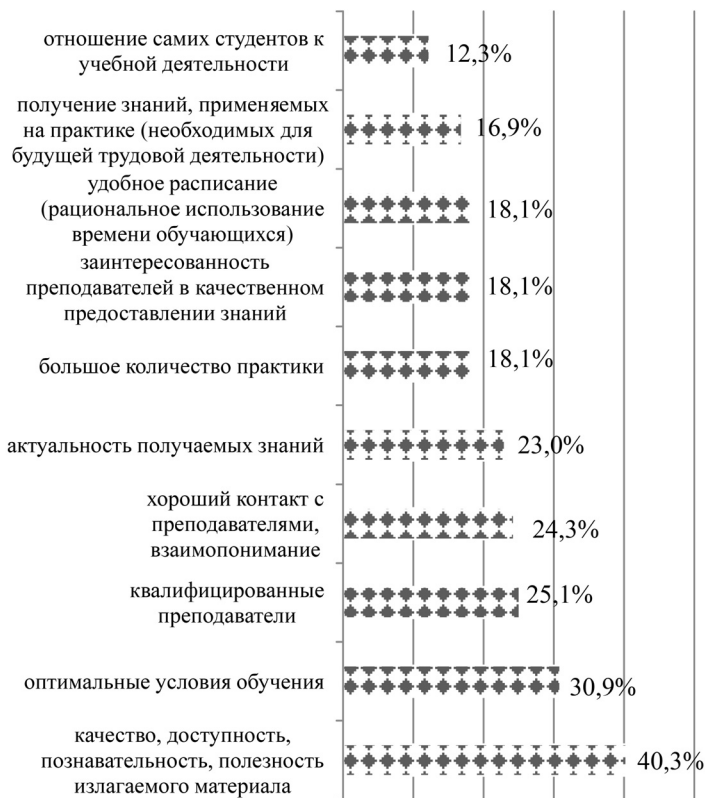 отношение самих студентов к
учебной деятельности
12,3%
получение знаний, применяемых
на практике (необходимых для
будущей трудовой деятельности)
16,9%
удобное расписание
(рациональное использование
времени обучающихся)
18,1%
заинтересованность
преподавателей в качественном
предоставлении знаний
18,1%
большое количество практики
18,1%
актуальность получаемых знаний
23,0%
хороший контакт с
преподавателями,
взаимопонимание
24,3%
квалифицированные
преподаватели
25,1%
оптимальные условия обучения
30,9%
качество, доступность,
познавательность, полезность
излагаемого материала
40,3%